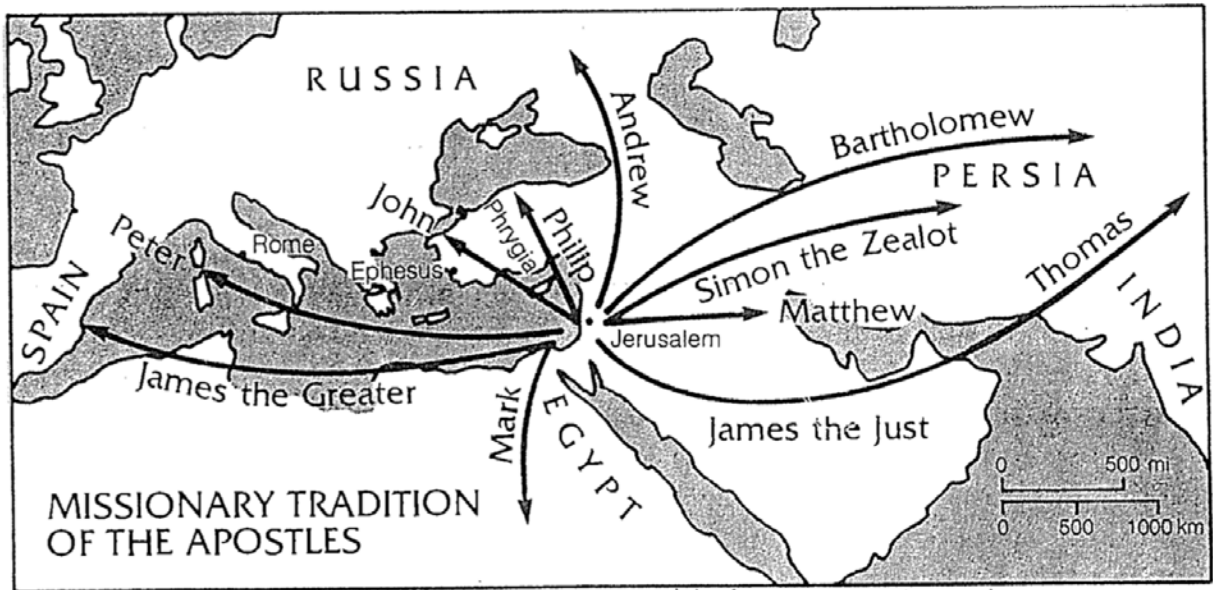 RUSSIA
Andrew
Bartholomew
PERSIA
John
Phrygia
Philip
Simon the Zealot
Thomas
Peter
Rome
Ephesus
Matthew
INDIA
SPAIN
Jerusalem
James the Greater
Mark
EGYPT
James the Just
0 500 mi
0 500 1000 km
MISSIONARY TRADITION
OF THE APOSTLES